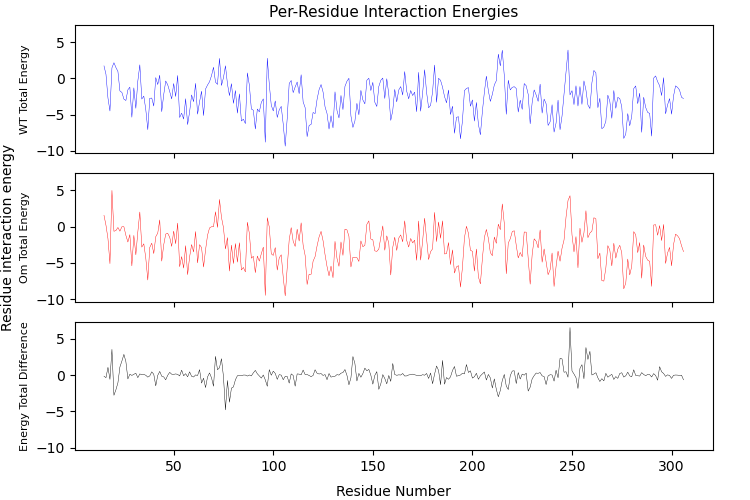 Per-Residue Interaction Energies
Residue interaction energy
WT Total Energy
5
0
−5
−10
Om Total Energy
5
0
−5
−10
Energy Total Difference
5
0
−5
−10
50 100 150 200 250 300
Residue Number